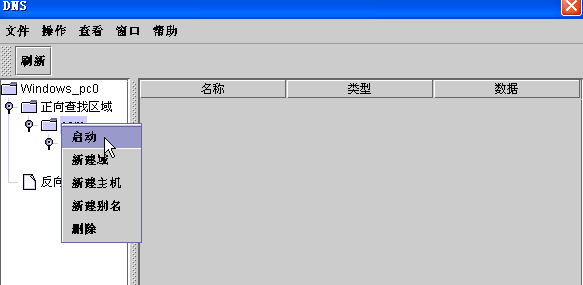 DNS
文件 操作 查看 窗口 帮助
刷新
Windows_pc0
名称 类型 数据
正向查找区域
启动
新建域
新建主机
反向
新建别名
删除